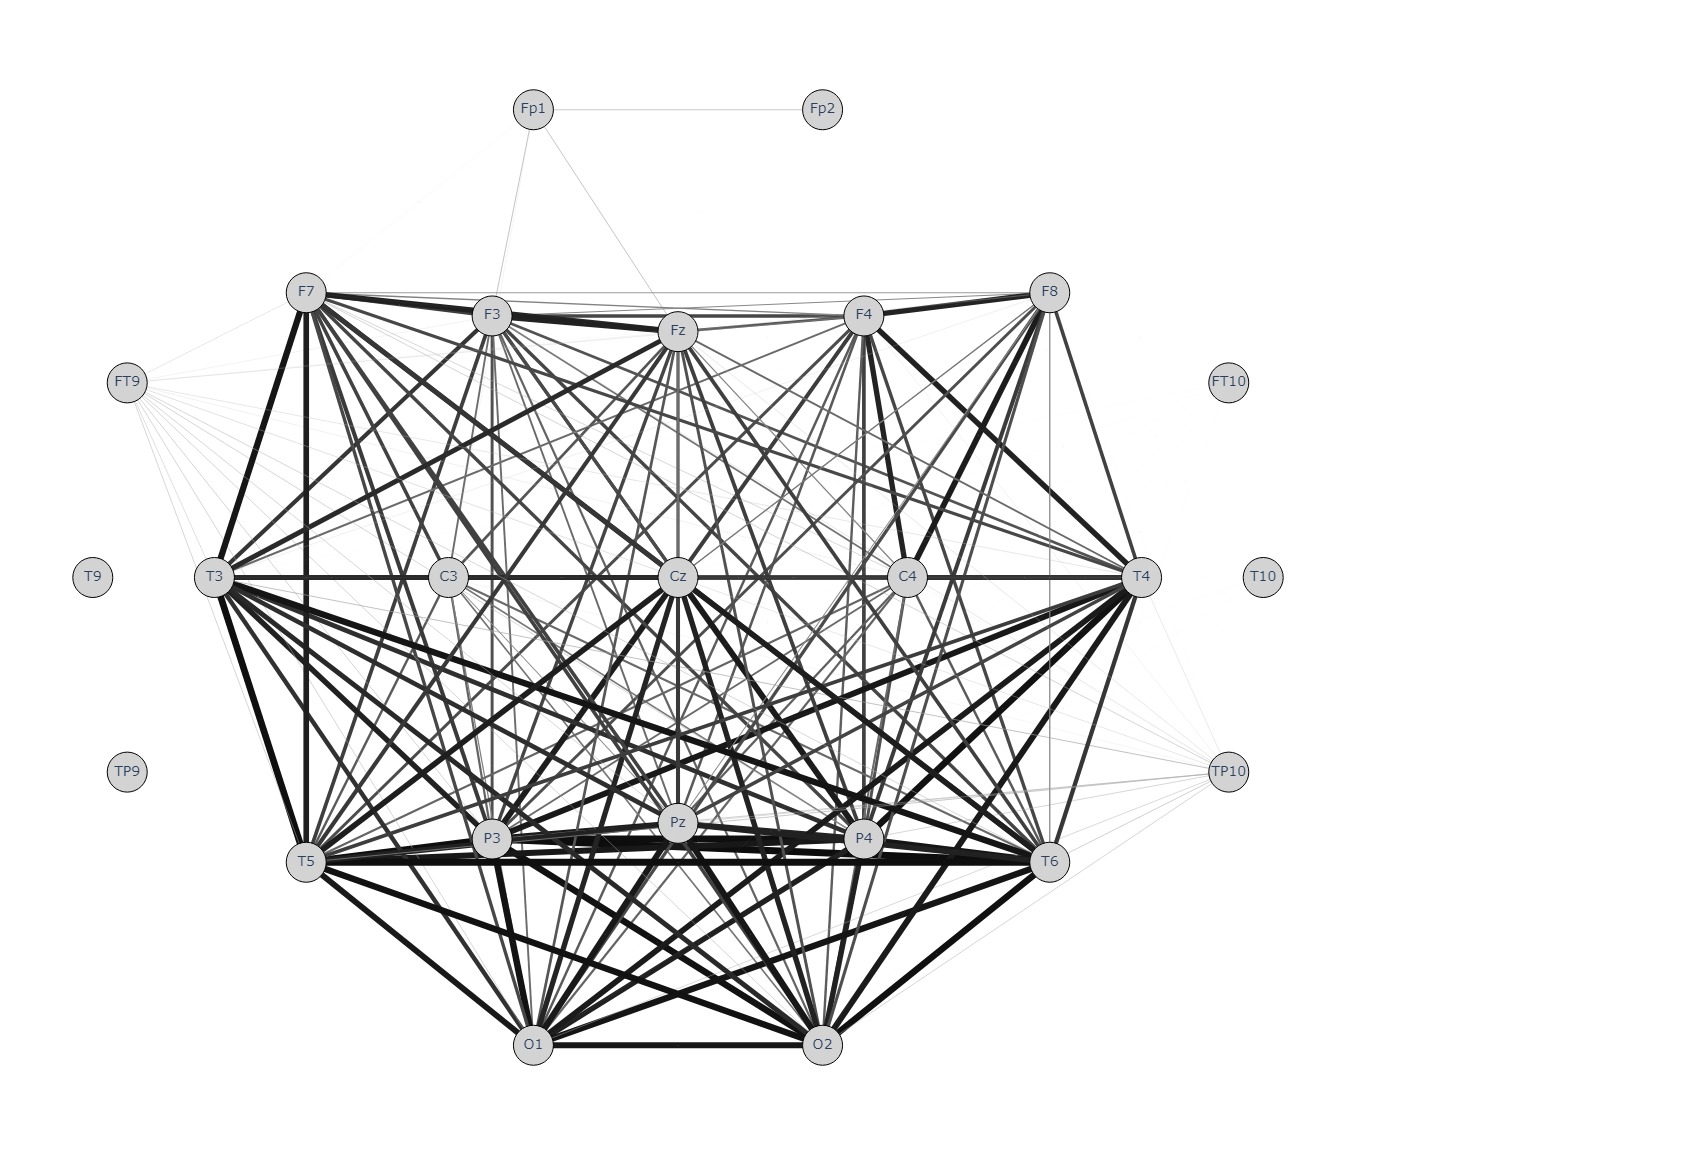 Fp1 Fp2
F7 F3 Fz F4 F8
FT9 FT10
T9 T3 C3 Cz C4 T4 T10
TP9 TP10
T5 P3 Pz P4 T6
O1 O2